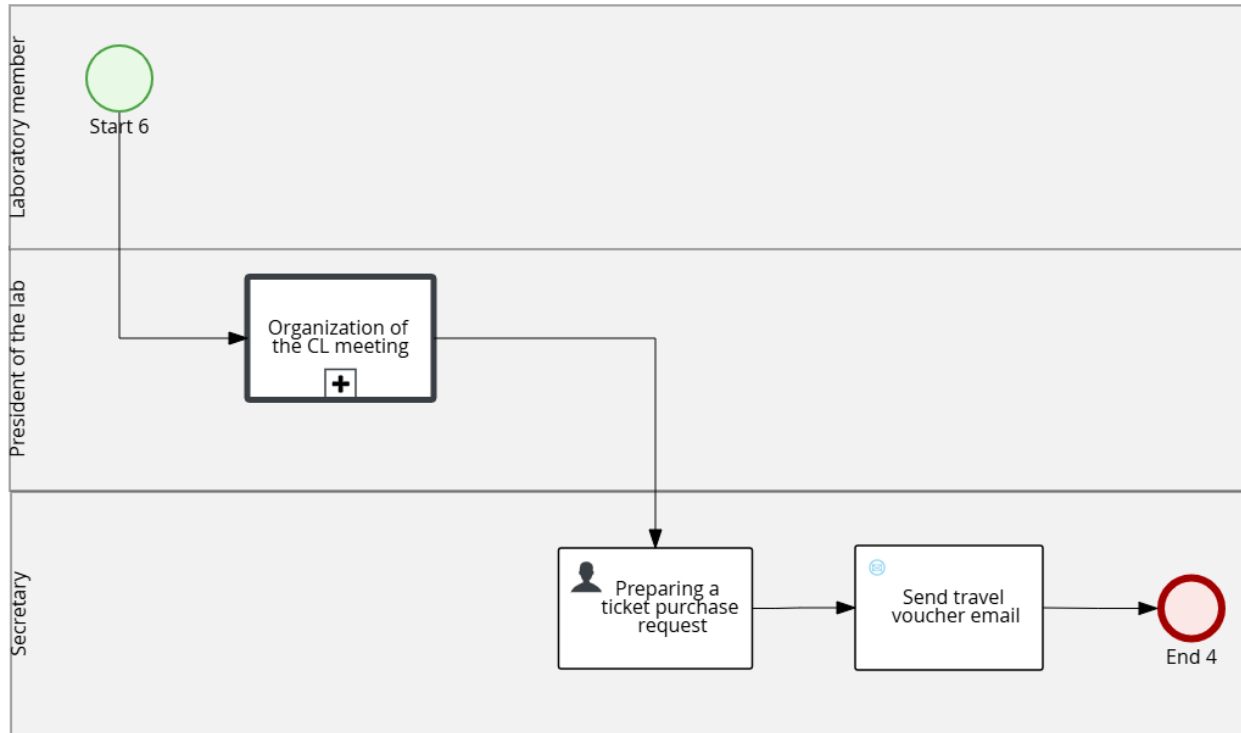 Laboratory member
Start 6
President of the lab
Organization of
the CL meeting
Secretary
Preparing a
ticket purchase
request
Send travel
voucher email
End 4